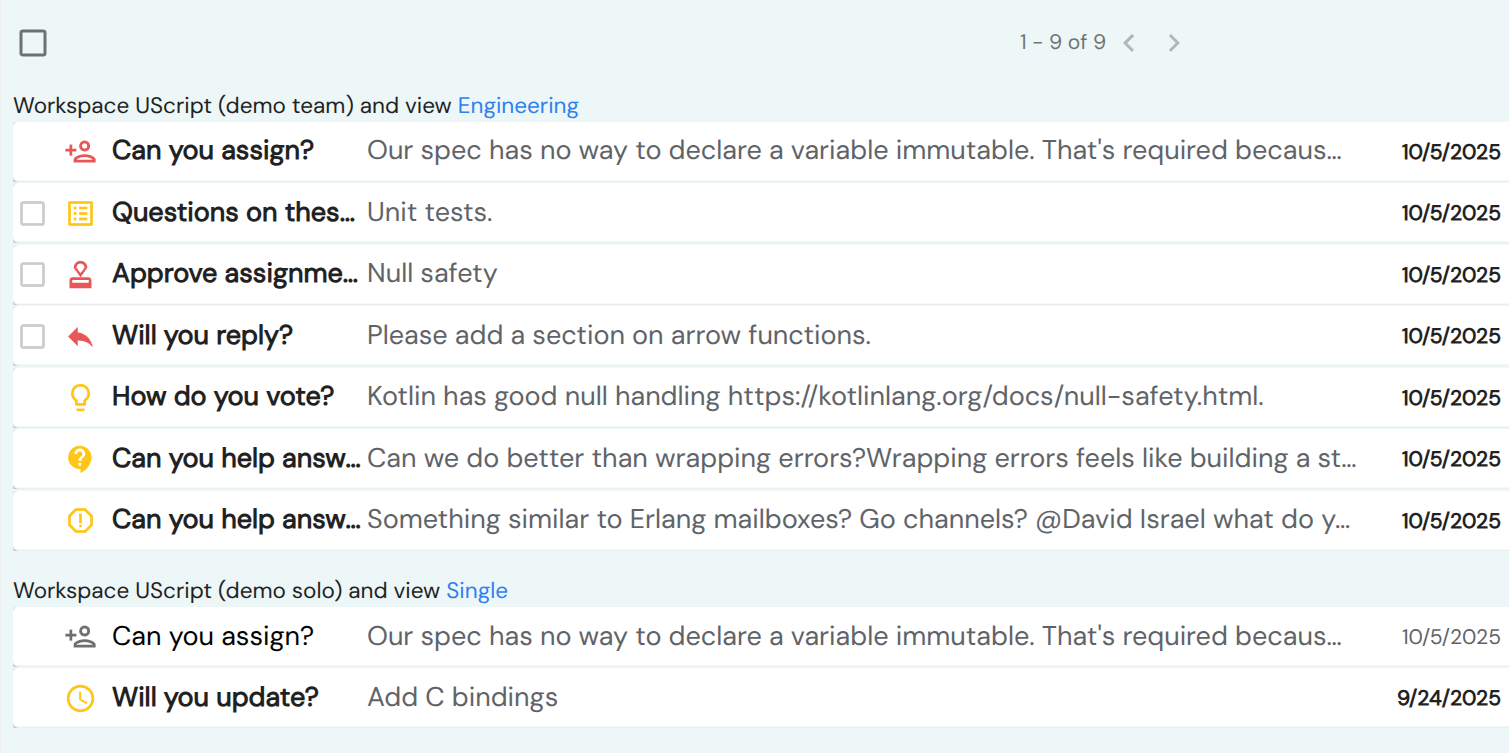 1 – 9 of 9
Workspace UScript (demo team) and view Engineering
Can you assign? Our spec has no way to declare a variable immutable. That's required becaus... 10/5/2025
Questions on thes... Unit tests. 10/5/2025
Approve assignme... Null safety 10/5/2025
Will you reply? Please add a section on arrow functions. 10/5/2025
How do you vote? Kotlin has good null handling https://kotlinlang.org/docs/null-safety.html. 10/5/2025
Can you help answ... Can we do better than wrapping errors?Wrapping errors feels like building a st... 10/5/2025
Can you help answ... Something similar to Erlang mailboxes? Go channels? @David Israel what do y... 10/5/2025
Workspace UScript (demo solo) and view Single
Can you assign? Our spec has no way to declare a variable immutable. That's required becaus... 10/5/2025
Will you update? Add C bindings 9/24/2025